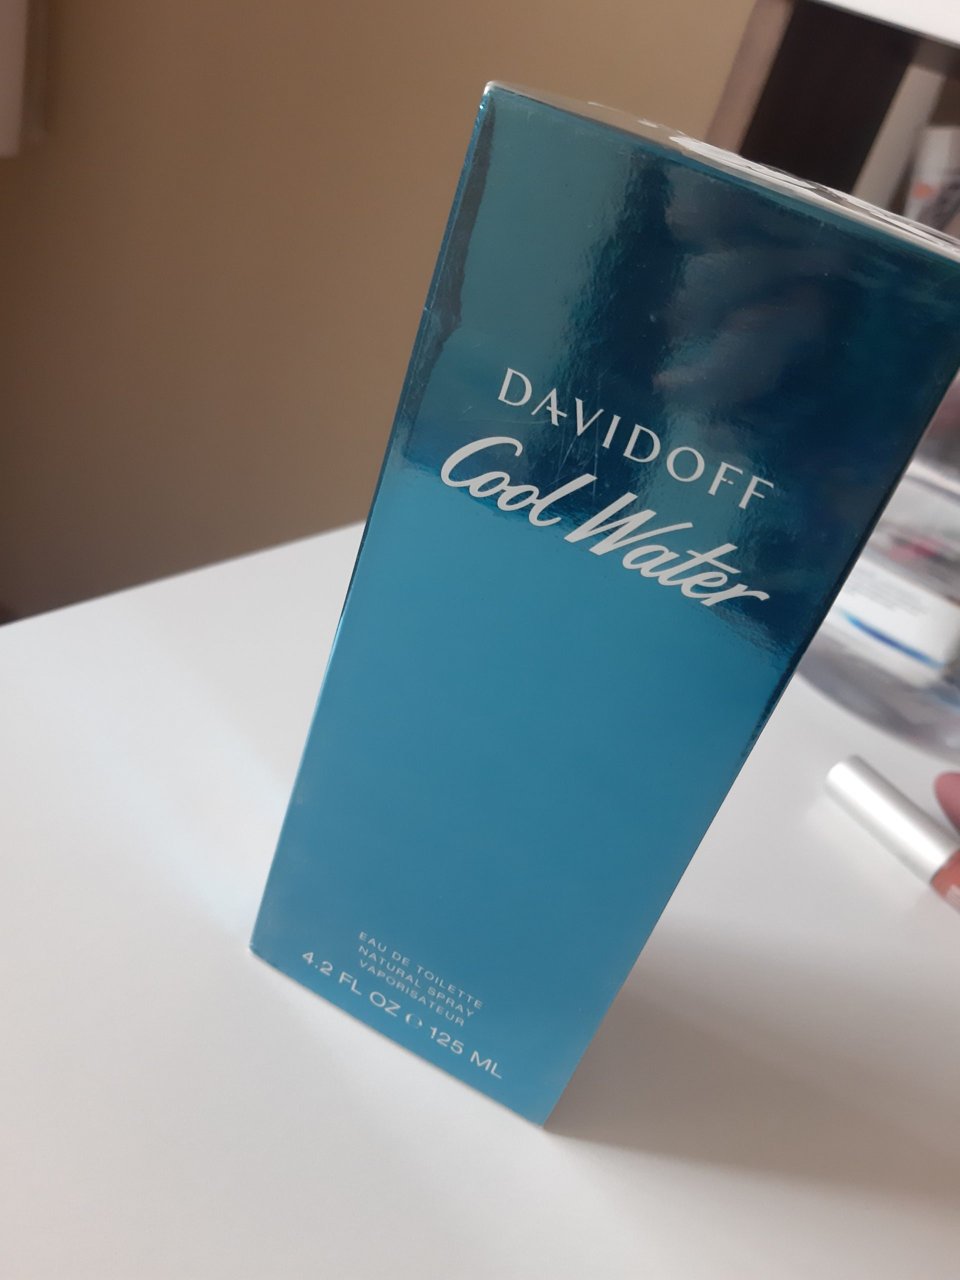 DAVIDOFF
Cool Water
EAU DE TOILETTE
NATURAL SPRAY
VAPORISATEUR
4.2 FL OZ ℮ 125 ML